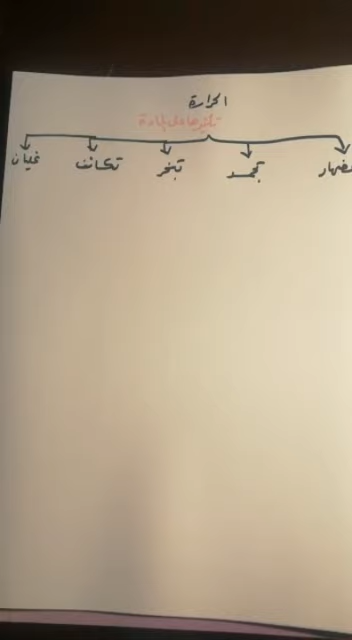 الحرارة
تأثيرها على المادة
تجمد تبخر تكاثف غليان